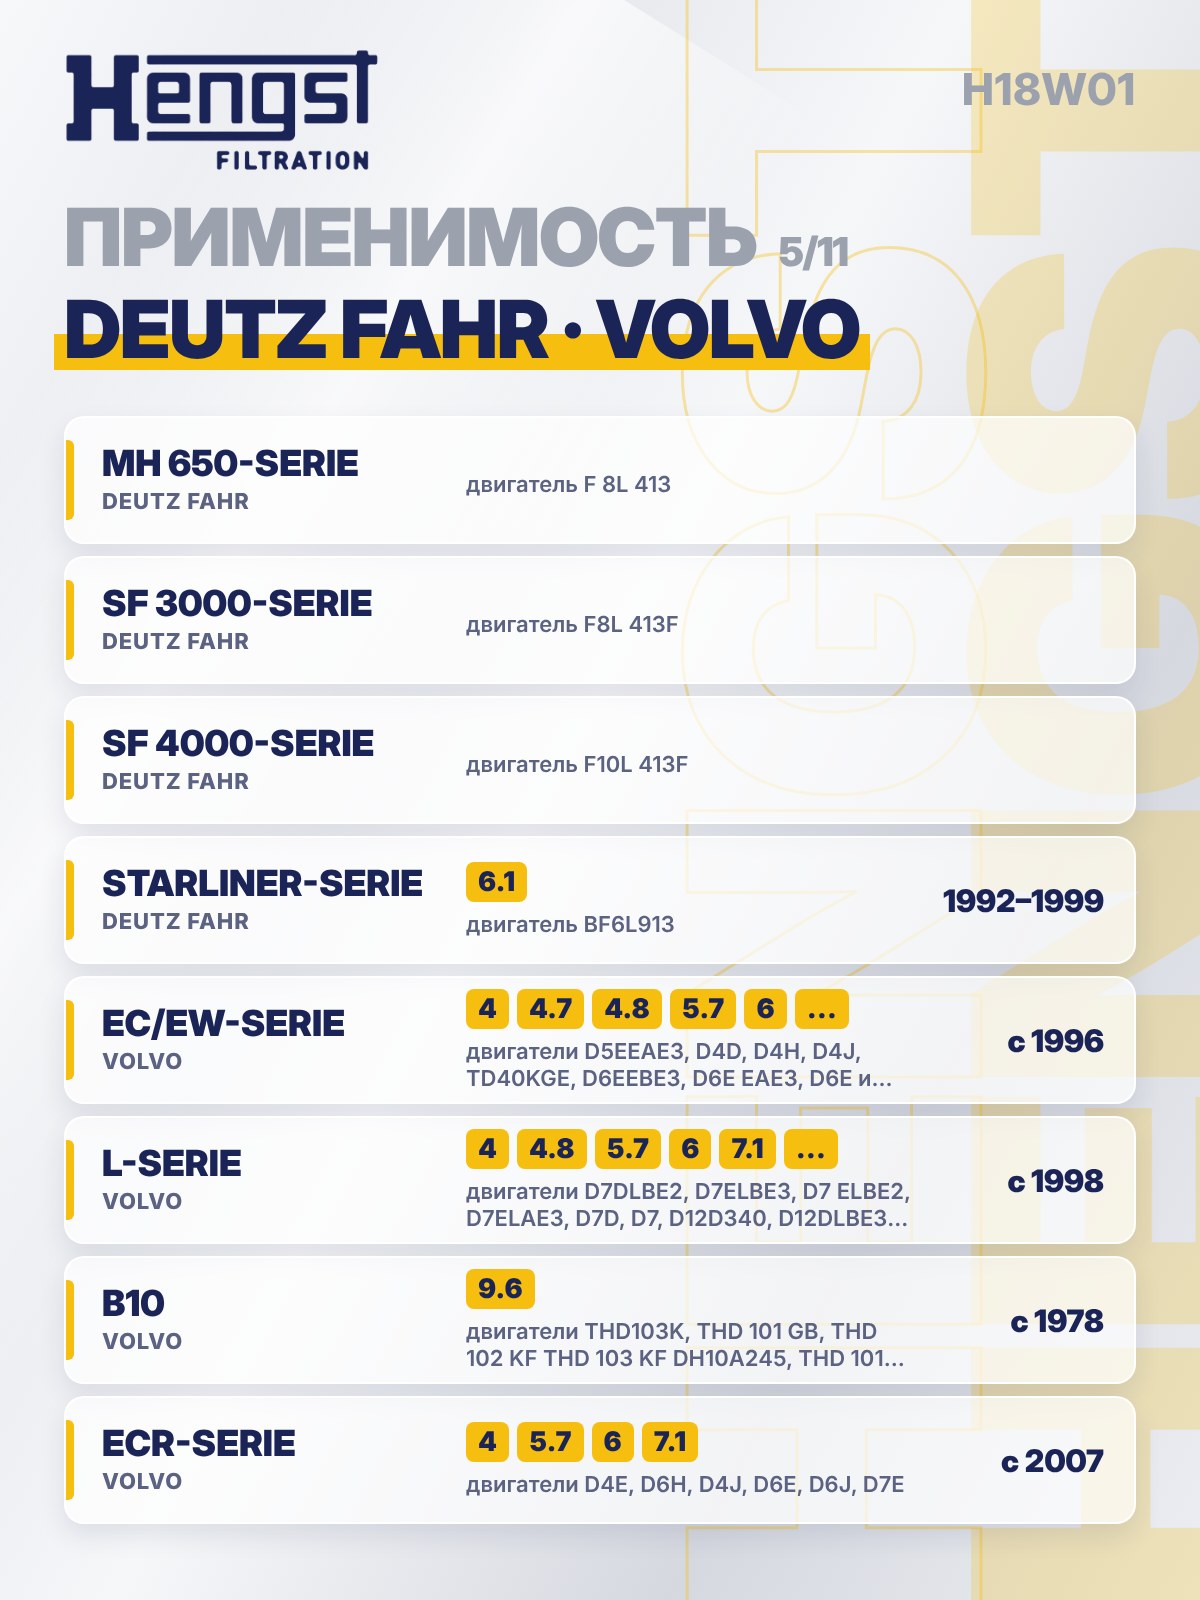 Hengst
FILTRATION
H18W01
ПРИМЕНИМОСТЬ 5/11
DEUTZ FAHR · VOLVO
MH 650-SERIE
DEUTZ FAHR
двигатель F 8L 413
SF 3000-SERIE
DEUTZ FAHR
двигатель F8L 413F
SF 4000-SERIE
DEUTZ FAHR
двигатель F10L 413F
STARLINER-SERIE
DEUTZ FAHR
6.1
двигатель BF6L913
1992–1999
EC/EW-SERIE
VOLVO
4 4.7 4.8 5.7 6 ...
двигатели D5EEAE3, D4D, D4H, D4J,
TD40KGE, D6EEBE3, D6E EAE3, D6E и...
с 1996
L-SERIE
VOLVO
4 4.8 5.7 6 7.1 ...
двигатели D7DLBE2, D7ELBE3, D7 ELBE2,
D7ELAE3, D7D, D7, D12D340, D12DLBE3...
с 1998
B10
VOLVO
9.6
двигатели THD103K, THD 101 GB, THD
102 KF THD 103 KF DH10A245, THD 101...
с 1978
ECR-SERIE
VOLVO
4 5.7 6 7.1
двигатели D4E, D6H, D4J, D6E, D6J, D7E
с 2007
HENGST
HENGST